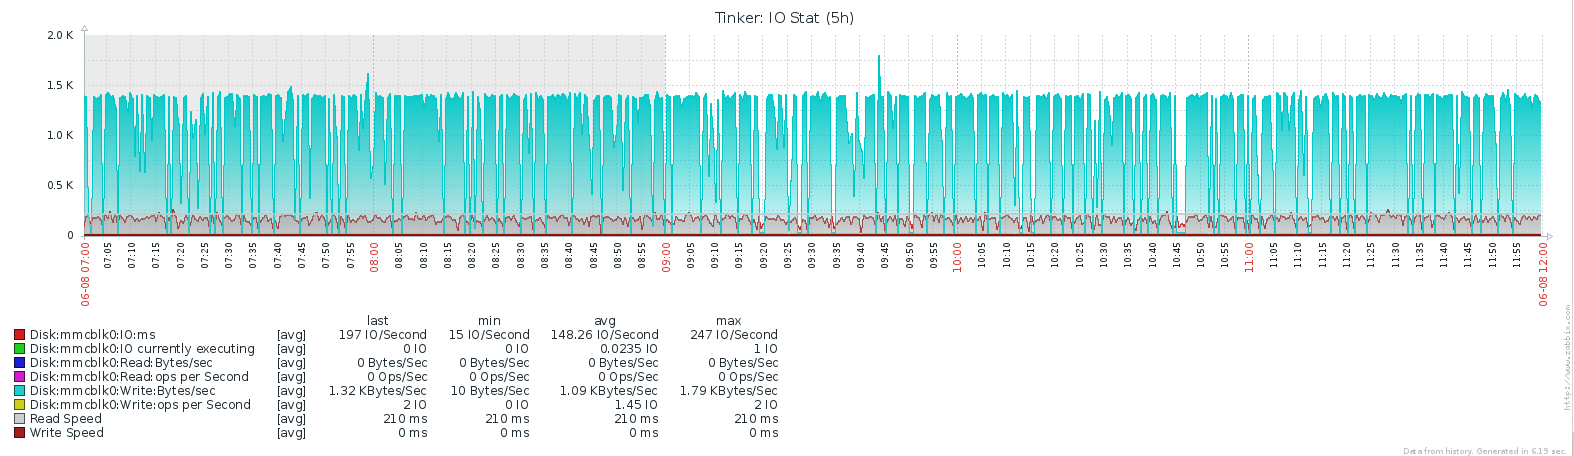 Tinker: IO Stat (5h)
2.0 K
1.5 K
1.0 K
0.5 K
0
06-08 07:00 07:05 07:10 07:15 07:20 07:25 07:30 07:35 07:40 07:45 07:50 07:55 08:00 08:05 08:10 08:15 08:20 08:25 08:30 08:35 08:40 08:45 08:50 08:55 09:00 09:05 09:10 09:15 09:20 09:25 09:30 09:35 09:40 09:45 09:50 09:55 10:00 10:05 10:10 10:15 10:20 10:25 10:30 10:35 10:40 10:45 10:50 10:55 11:00 11:05 11:10 11:15 11:20 11:25 11:30 11:35 11:40 11:45 11:50 11:55 06-08 12:00
last min avg max
Disk:mmcblk0:IO:ms [avg] 197 IO/Second 15 IO/Second 148.26 IO/Second 247 IO/Second
Disk:mmcblk0:IO currently executing [avg] 0 IO 0 IO 0.0235 IO 1 IO
Disk:mmcblk0:Read:Bytes/sec [avg] 0 Bytes/Sec 0 Bytes/Sec 0 Bytes/Sec 0 Bytes/Sec
Disk:mmcblk0:Read:ops per Second [avg] 0 Ops/Sec 0 Ops/Sec 0 Ops/Sec 0 Ops/Sec
Disk:mmcblk0:Write:Bytes/sec [avg] 1.32 KBytes/Sec 10 Bytes/Sec 1.09 KBytes/Sec 1.79 KBytes/Sec
Disk:mmcblk0:Write:ops per Second [avg] 2 IO 0 IO 1.45 IO 2 IO
Read Speed [avg] 210 ms 210 ms 210 ms 210 ms
Write Speed [avg] 0 ms 0 ms 0 ms 0 ms
http://www.zabbix.com
Data from history. Generated in 6.19 sec.